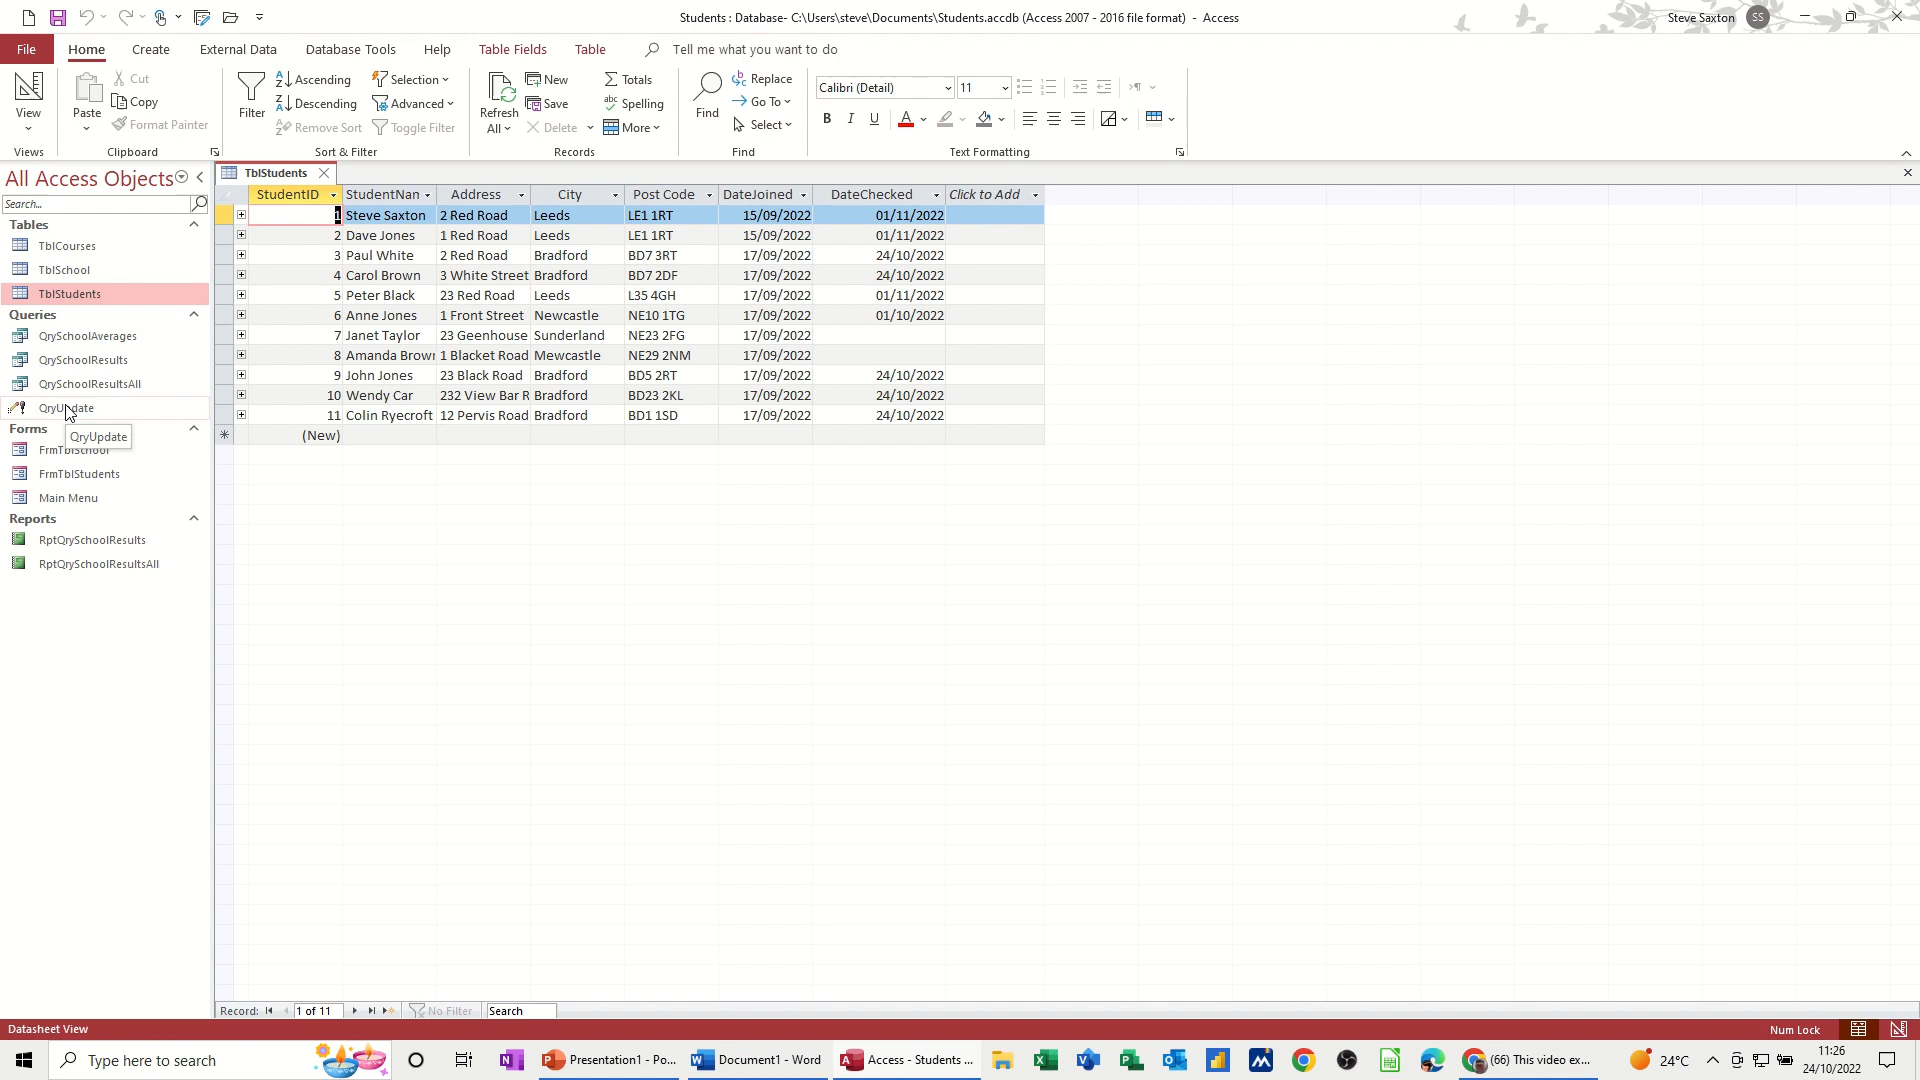 Students : Database- C:\Users\steve\Documents\Students.accdb (Access 2007 - 2016 file format)  -  Access
Steve Saxton
SS
File
Home
Create
External Data
Database Tools
Help
Table Fields
Table
Tell me what you want to do
View
Views
Paste
Cut
Copy
Format Painter
Clipboard
Filter
Ascending
Descending
Remove Sort
Selection
Advanced
Toggle Filter
Sort & Filter
Refresh
All
New
Save
Delete
Totals
Spelling
More
Records
Find
Replace
Go To
Select
Find
Calibri (Detail)
11
B I U
Text Formatting
All Access Objects
Search...
Tables
TblCourses
TblSchool
TblStudents
Queries
QrySchoolAverages
QrySchoolResults
QrySchoolResultsAll
QryUpdate
QryUpdate
Forms
FrmTblSchool
FrmTblStudents
Main Menu
Reports
RptQrySchoolResults
RptQrySchoolResultsAll
TblStudents
StudentID StudentNan Address City Post Code DateJoined DateChecked Click to Add
1 Steve Saxton 2 Red Road Leeds LE1 1RT 15/09/2022 01/11/2022
2 Dave Jones 1 Red Road Leeds LE1 1RT 15/09/2022 01/11/2022
3 Paul White 2 Red Road Bradford BD7 3RT 17/09/2022 24/10/2022
4 Carol Brown 3 White Street Bradford BD7 2DF 17/09/2022 24/10/2022
5 Peter Black 23 Red Road Leeds L35 4GH 17/09/2022 01/11/2022
6 Anne Jones 1 Front Street Newcastle NE10 1TG 17/09/2022 01/10/2022
7 Janet Taylor 23 Geenhouse Sunderland NE23 2FG 17/09/2022
8 Amanda Brown 1 Blacket Road Mewcastle NE29 2NM 17/09/2022
9 John Jones 23 Black Road Bradford BD5 2RT 17/09/2022 24/10/2022
10 Wendy Car 232 View Bar R Bradford BD23 2KL 17/09/2022 24/10/2022
11 Colin Ryecroft 12 Pervis Road Bradford BD1 1SD 17/09/2022 24/10/2022
(New)
Record: 1 of 11 No Filter Search
Datasheet View
Num Lock
Type here to search
Presentation1 - Po...
Document1 - Word
Access - Students ...
(66) This video ex...
24°C
11:26
24/10/2022